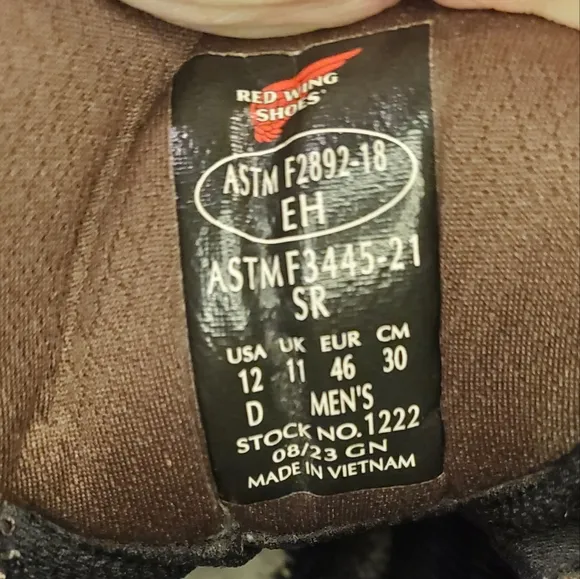 RED WING
SHOES
ASTM F2892-18
EH
ASTM F3445-21
SR
USA UK EUR CM
12 11 46 30
D MEN'S
STOCK NO. 1222
08/23 GN
MADE IN VIETNAM